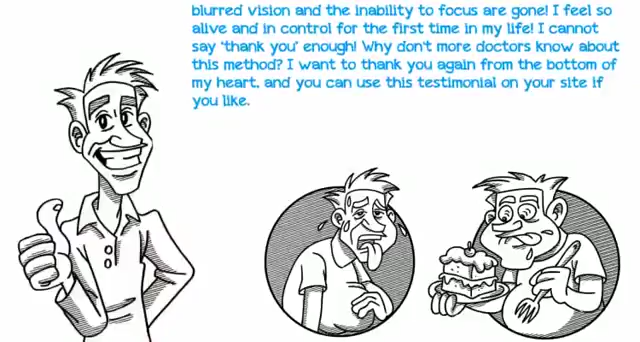 blurred vision and the inability to focus are gone! I feel so
alive and in control for the first time in my life! I cannot
say 'thank you' enough! Why don't more doctors know about
this method? I want to thank you again from the bottom of
my heart, and you can use this testimonial on your site if
you like.